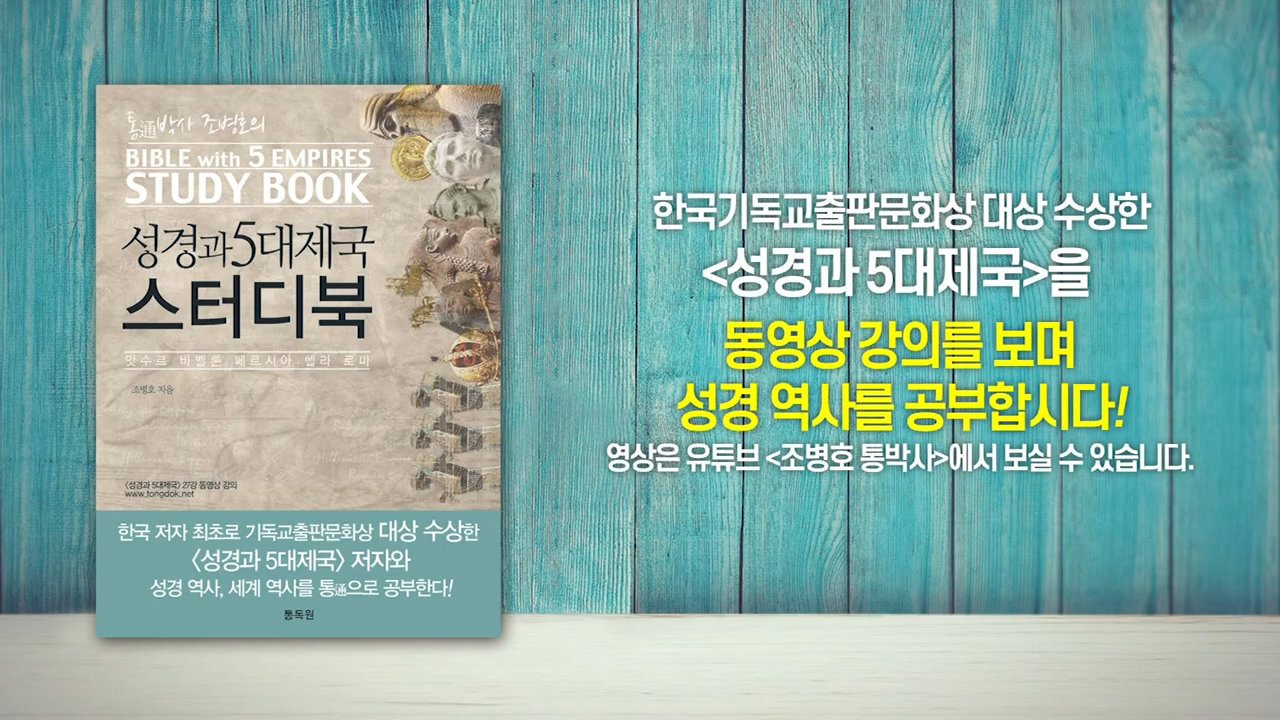 통通박사 조병호의
BIBLE with 5 EMPIRES
STUDY BOOK
성경과5대제국
스터디북
앗수르 바벨론 페르시아 헬라 로마
조병호 지음
〈성경과 5대제국〉 27강 동영상 강의
www.tongdok.net
한국 저자 최초로 기독교출판문화상 대상 수상한
〈성경과 5대제국〉 저자와
성경 역사, 세계 역사를 통通으로 공부한다!
통독원
한국기독교출판문화상 대상 수상한
<성경과 5대제국>을
동영상 강의를 보며
성경 역사를 공부합시다!
영상은 유튜브 <조병호 통박사>에서 보실 수 있습니다.